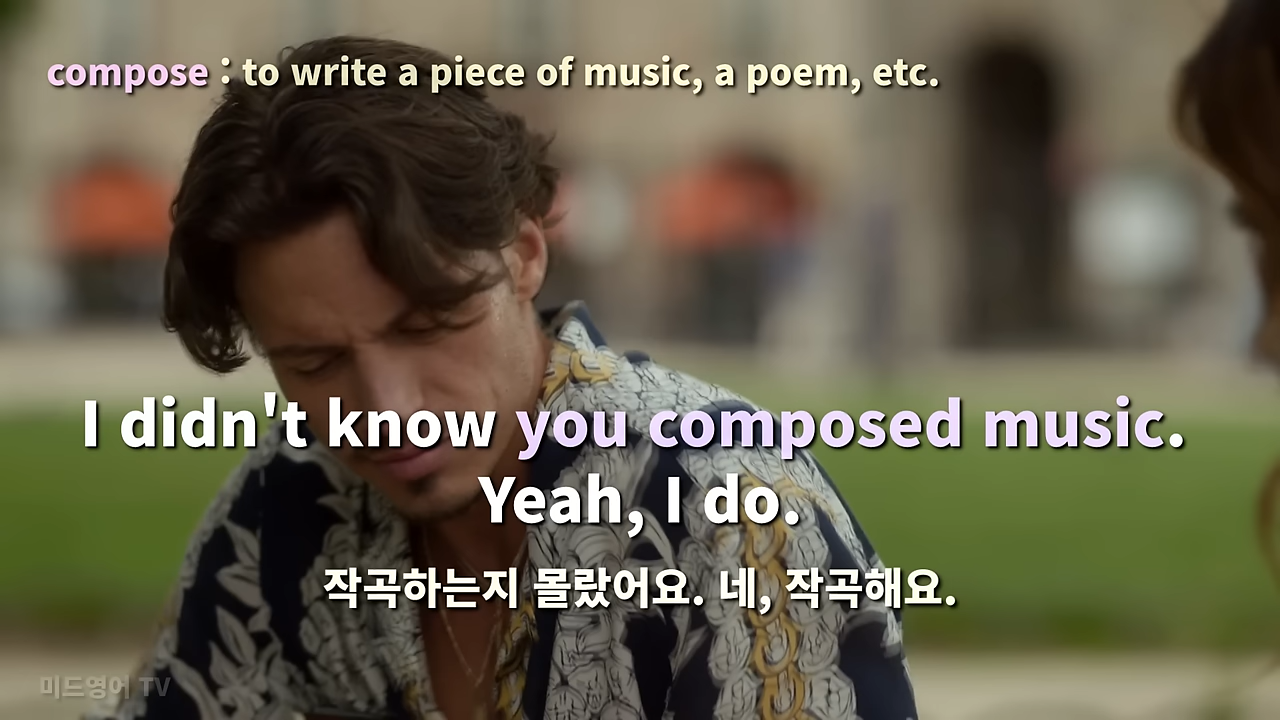 compose : to write a piece of music, a poem, etc.
I didn't know you composed music.
Yeah, I do.
작곡하는지 몰랐어요. 네, 작곡해요.
미드영어 TV